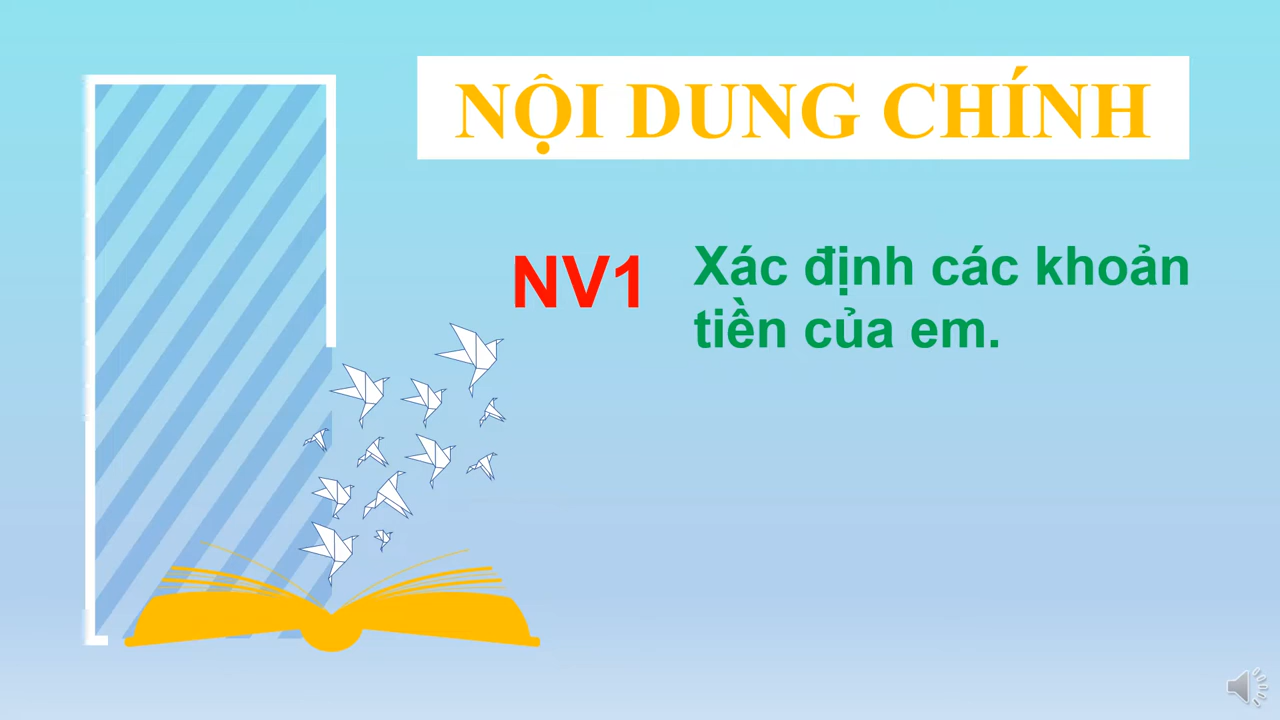 NỘI DUNG CHÍNH
NV1
Xác định các khoản
tiền của em.